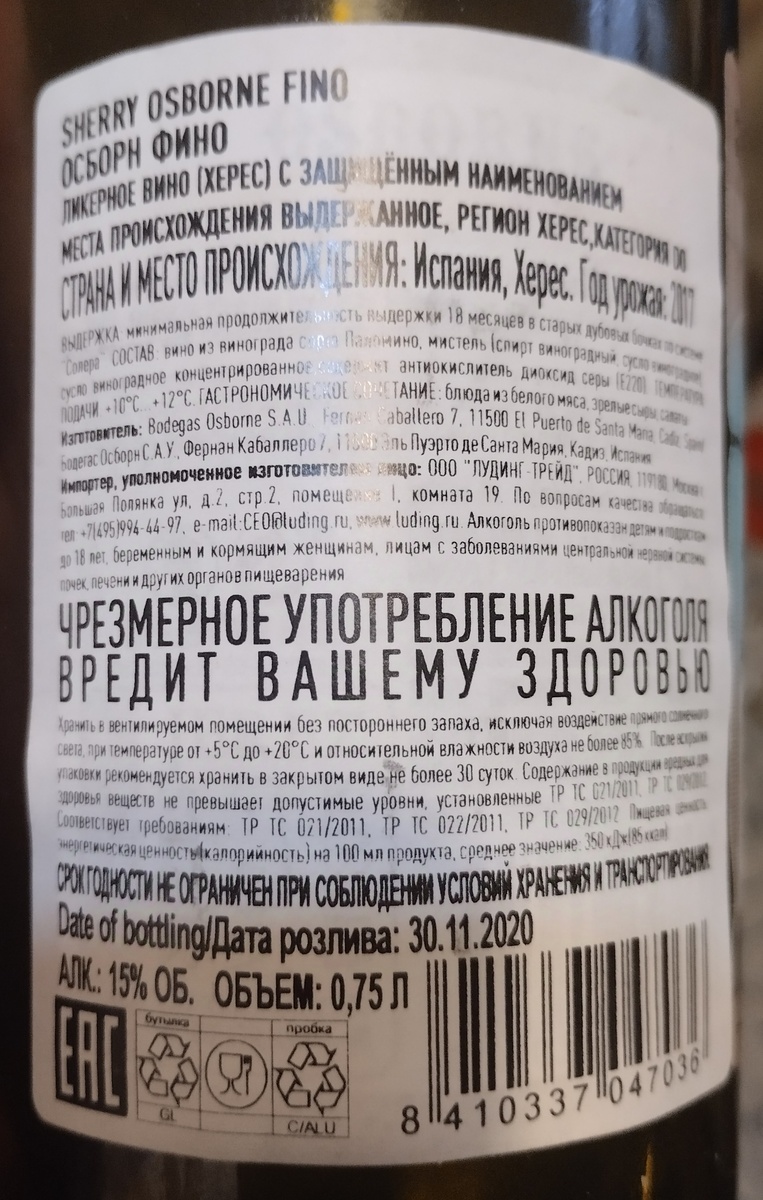 SHERRY OSBORNE FINO
ОСБОРН ФИНО
ЛИКЕРНОЕ ВИНО (ХЕРЕС) С ЗАЩИЩЁННЫМ НАИМЕНОВАНИЕМ
МЕСТА ПРОИСХОЖДЕНИЯ ВЫДЕРЖАННОЕ, РЕГИОН ХЕРЕС, КАТЕГОРИЯ DO
СТРАНА И МЕСТО ПРОИСХОЖДЕНИЯ: Испания, Херес. Год урожая: 2017
ВЫДЕРЖКА минимальная продолжительность выдержки 18 месяцев в старых дубовых бочках по системе
"Солера" СОСТАВ: вино из винограда сорта Паломино, мистель (спирт виноградный, сусло виноградное),
сусло виноградное концентрированное, антиокислитель диоксид серы (E220). ТЕМПЕРАТУРА
ПОДАЧИ +10°C...+12°C. ГАСТРОНОМИЧЕСКОЕ СОЧЕТАНИЕ: блюда из белого мяса, зрелые сыры, салаты
Изготовитель: Bodegas Osborne S.A.U. Fernan Caballero 7, 11500 El Puerto de Santa Maria, Cadiz, Spain/
Бодегас Осборн С.А.У., Фернан Кабаллеро 7, 11500 Эль Пуэрто де Санта Мария, Кадиз, Испания
Импортер, уполномоченное изготовителем лицо: ООО "ЛУДИНГ-ТРЕЙД", РОССИЯ, 119180, Москва г.,
Большая Полянка ул, д.2, стр.2, помещение I, комната 19. По вопросам качества обращаться
тел. +7(495)994-44-97, e-mail:CEO@luding.ru, www.luding.ru. Алкоголь противопоказан детям и подросткам
до 18 лет, беременным и кормящим женщинам, лицам с заболеваниями центральной нервной системы,
почек, печени и других органов пищеварения
ЧРЕЗМЕРНОЕ УПОТРЕБЛЕНИЕ АЛКОГОЛЯ
ВРЕДИТ ВАШЕМУ ЗДОРОВЬЮ
Хранить в вентилируемом помещении без постороннего запаха, исключая воздействие прямого солнечного
света, при температуре от +5°C до +20°C и относительной влажности воздуха не более 85%. После вскрытия
упаковки рекомендуется хранить в закрытом виде не более 30 суток. Содержание в продукции вредных для
здоровья веществ не превышает допустимые уровни, установленные ТР ТС 021/2011, ТР ТС 029/2012.
Соответствует требованиям: ТР ТС 021/2011, ТР ТС 022/2011, ТР ТС 029/2012. Пищевая ценность
энергетическая ценность(калорийность) на 100 мл продукта, среднее значение: 350 кДж(85 ккал)
СРОК ГОДНОСТИ НЕ ОГРАНИЧЕН ПРИ СОБЛЮДЕНИИ УСЛОВИЙ ХРАНЕНИЯ И ТРАНСПОРТИРОВАНИЯ
Date of bottling/Дата розлива: 30.11.2020
АЛК.: 15% ОБ. ОБЪЕМ: 0,75 Л
EAC
бутылка
пробка
GL
C/ALU
8 410337 047036